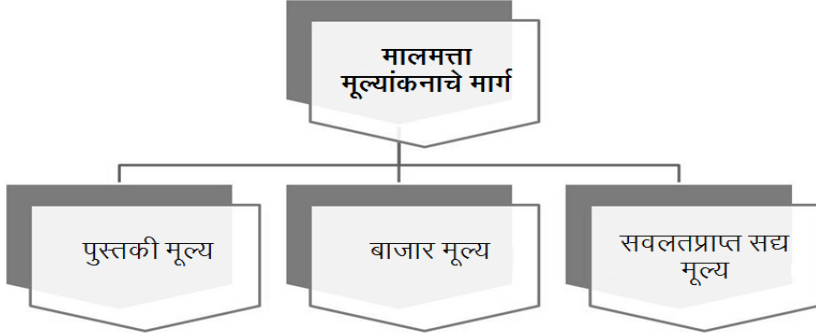 मालमत्ता
मूल्यांकनाचे मार्ग
पुस्तकी मूल्य
बाजार मूल्य
सवलतप्राप्त सद्य
मूल्य